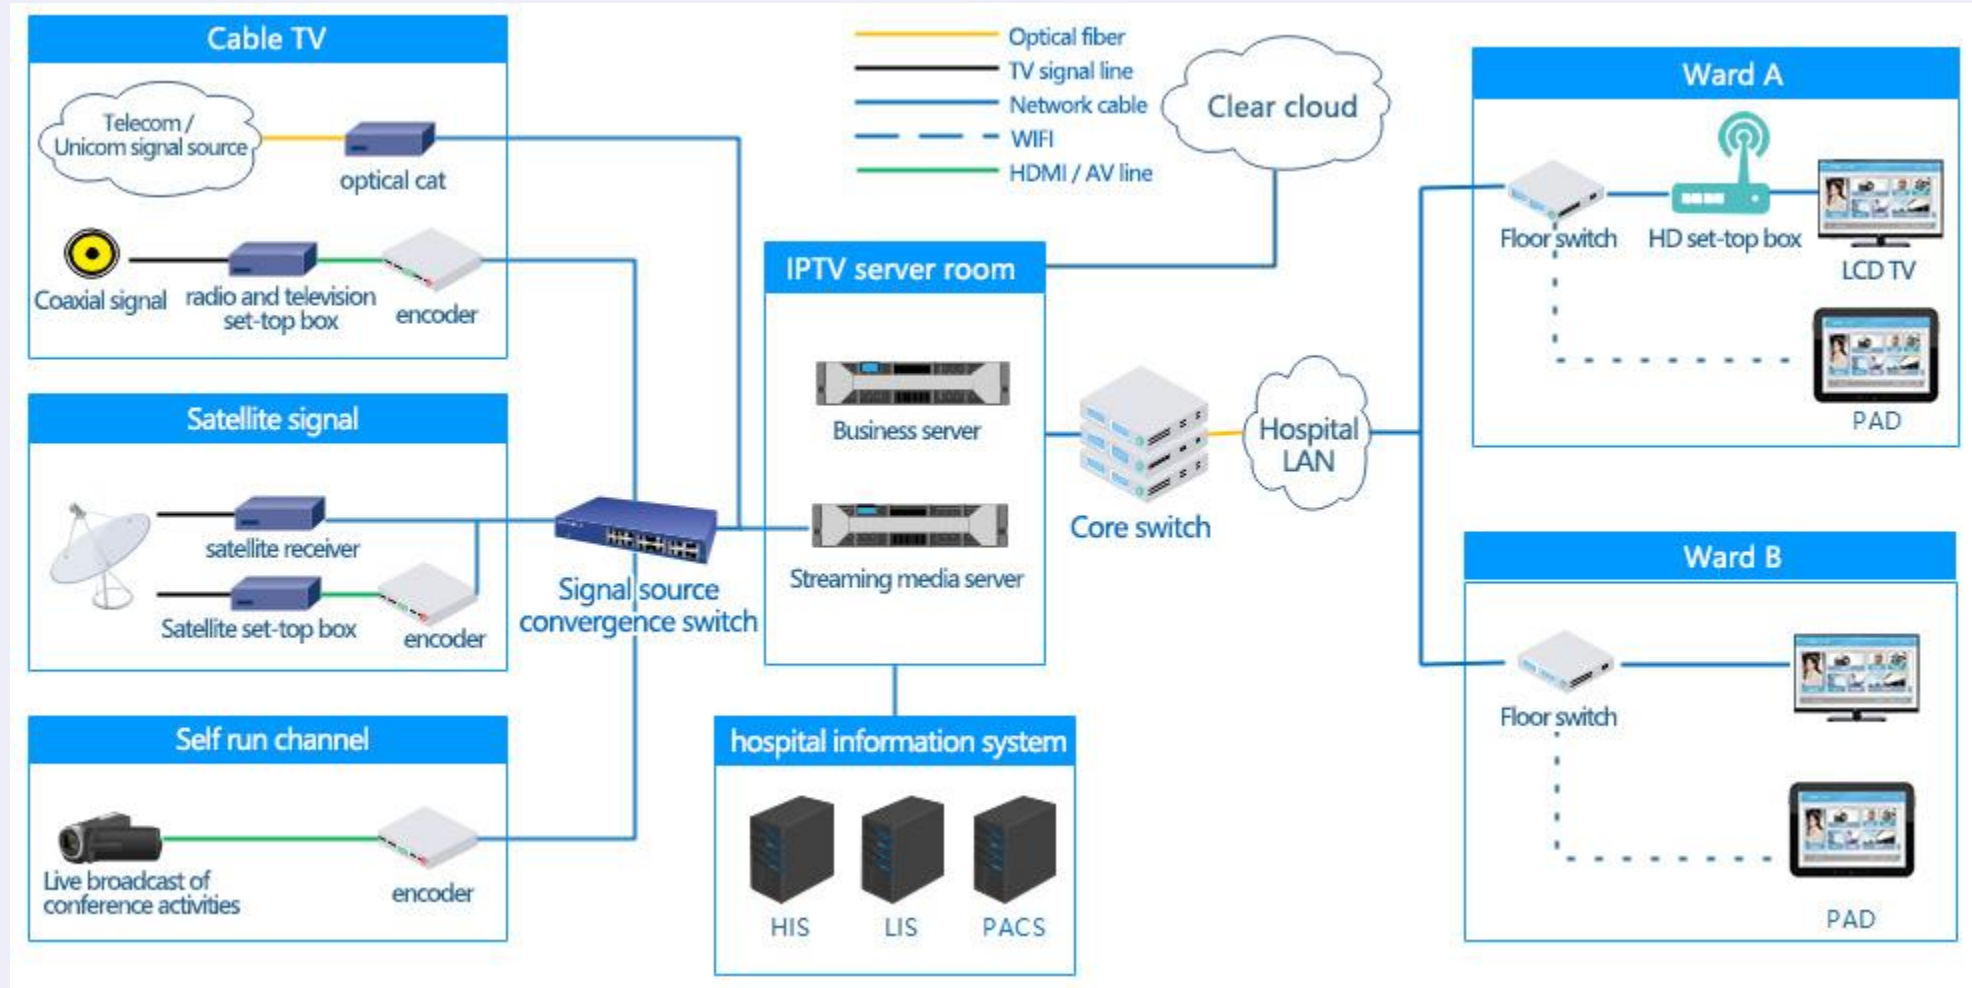 Cable TV
Telecom /
Unicom signal source
optical cat
Coaxial signal
radio and television
set-top box
encoder
Satellite signal
satellite receiver
Satellite set-top box
encoder
Self run channel
Live broadcast of
conference activities
encoder
Signal source
convergence switch
Optical fiber
TV signal line
Network cable
WIFI
HDMI / AV line
Clear cloud
IPTV server room
Business server
Streaming media server
hospital information system
HIS
LIS
PACS
Core switch
Hospital
LAN
Ward A
Floor switch
HD set-top box
LCD TV
PAD
Ward B
Floor switch
PAD